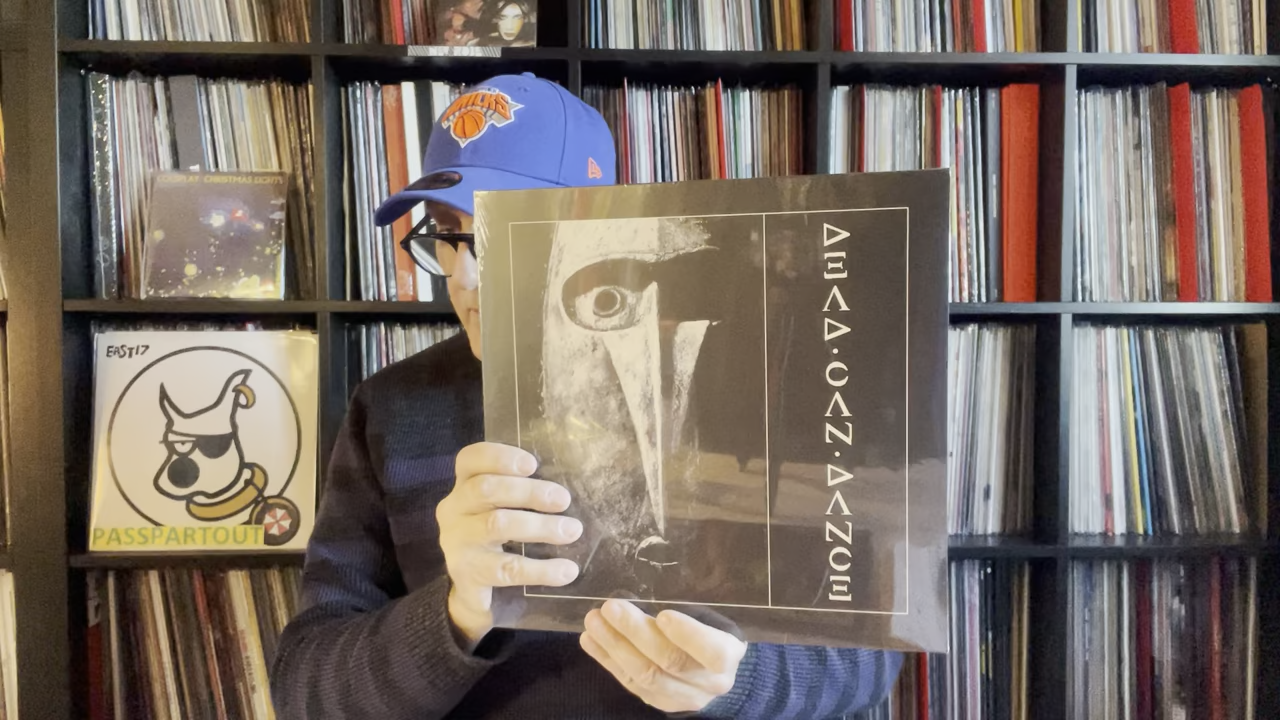 KNICKS
COLDPLAY CHRISTMAS LIGHTS
EAST17
PASSPARTOUT
DEAD·CAN·DANCE